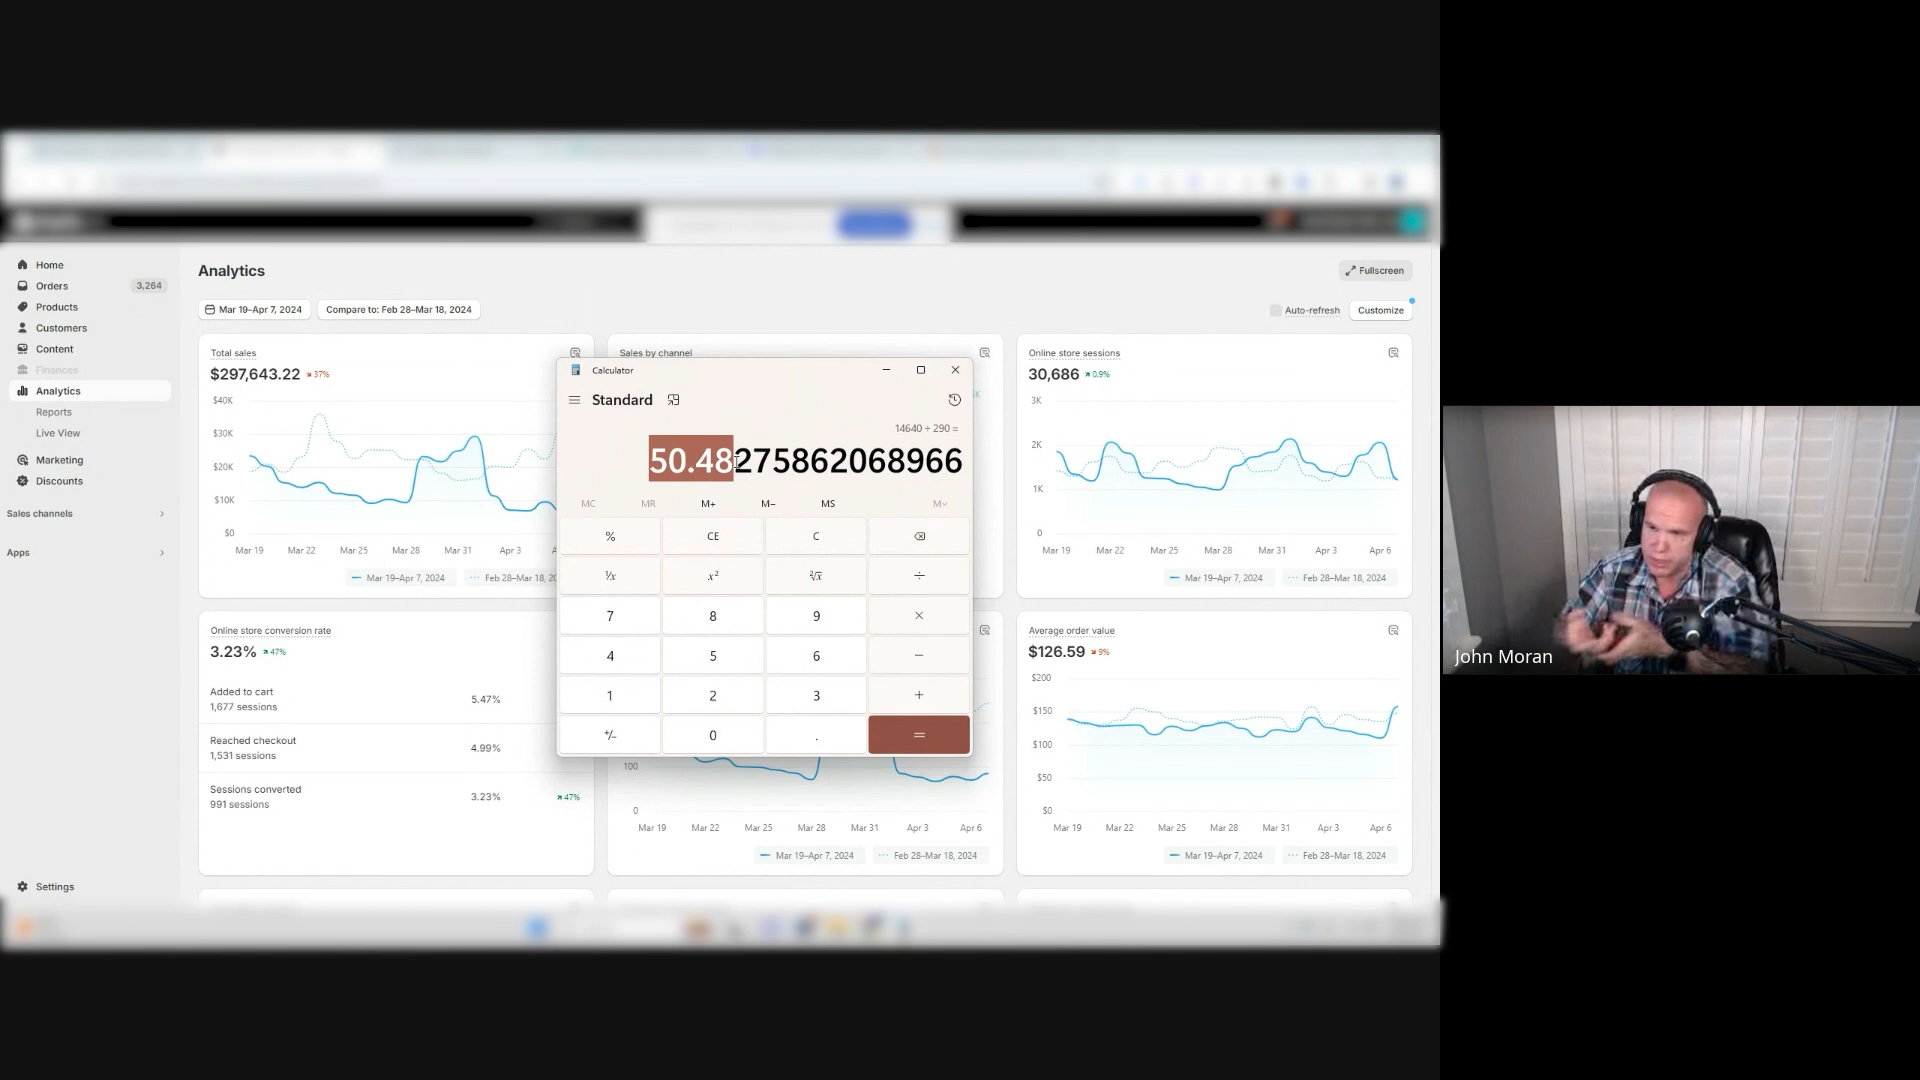 Home
Orders 3,264
Products
Customers
Content
Finances
Analytics
Reports
Live View
Marketing
Discounts
Sales channels
Apps
Settings
Analytics
Fullscreen
Mar 19–Apr 7, 2024 Compare to: Feb 28–Mar 18, 2024
Auto-refresh Customize
Total sales
$297,643.22 37%
$40K
$30K
$20K
$10K
$0
Mar 19 Mar 22 Mar 25 Mar 28 Mar 31 Apr 3
Mar 19–Apr 7, 2024 Feb 28–Mar 18, 20
Sales by channel
Calculator
Standard
14640 ÷ 290 =
50.48275862068966
MC MR M+ M− MS M
% CE C
¹/x x² ²√x ÷
7 8 9 ×
4 5 6 −
1 2 3 +
+/− 0 . =
Online store sessions
30,686 0.9%
3K
2K
1K
0
Mar 19 Mar 22 Mar 25 Mar 28 Mar 31 Apr 3 Apr 6
Mar 19–Apr 7, 2024 Feb 28–Mar 18, 2024
Online store conversion rate
3.23% 47%
Added to cart
1,677 sessions 5.47%
Reached checkout
1,531 sessions 4.99%
Sessions converted
991 sessions 3.23% 47%
100
0
Mar 19 Mar 22 Mar 25 Mar 28 Mar 31 Apr 3 Apr 6
Mar 19–Apr 7, 2024 Feb 28–Mar 18, 2024
Average order value
$126.59 9%
$200
$150
$100
$50
$0
Mar 19 Mar 22 Mar 25 Mar 28 Mar 31 Apr 3 Apr 6
Mar 19–Apr 7, 2024 Feb 28–Mar 18, 2024
John Moran